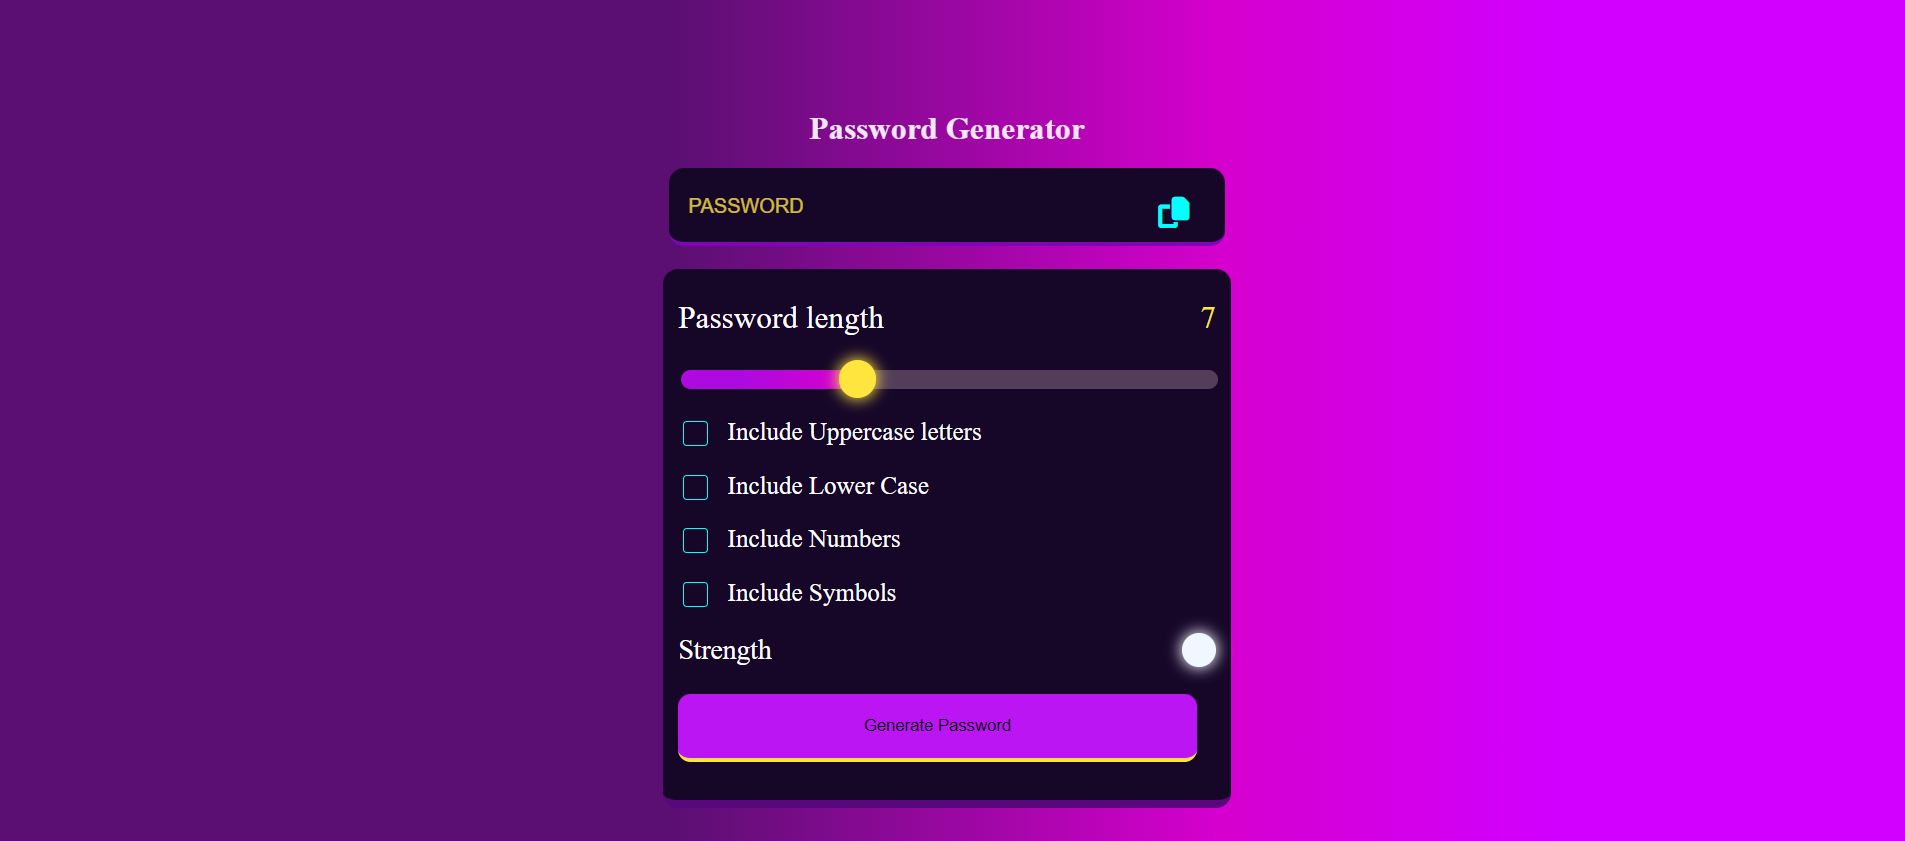 Password Generator
PASSWORD
Password length 7
Include Uppercase letters
Include Lower Case
Include Numbers
Include Symbols
Strength
Generate Password